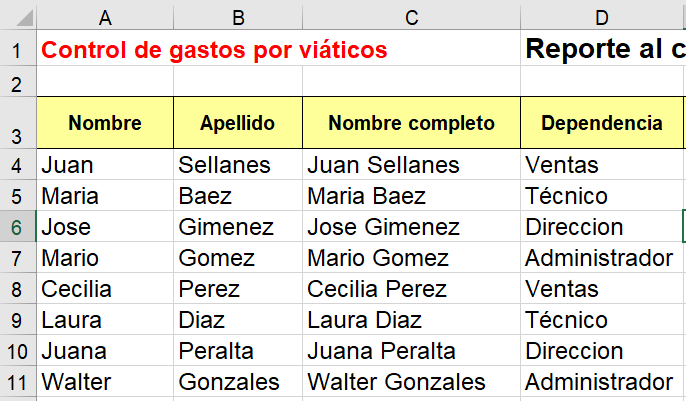 A B C D
1 Control de gastos por viáticos Reporte al c
2
3 Nombre Apellido Nombre completo Dependencia
4 Juan Sellanes Juan Sellanes Ventas
5 Maria Baez Maria Baez Técnico
6 Jose Gimenez Jose Gimenez Direccion
7 Mario Gomez Mario Gomez Administrador
8 Cecilia Perez Cecilia Perez Ventas
9 Laura Diaz Laura Diaz Técnico
10 Juana Peralta Juana Peralta Direccion
11 Walter Gonzales Walter Gonzales Administrador